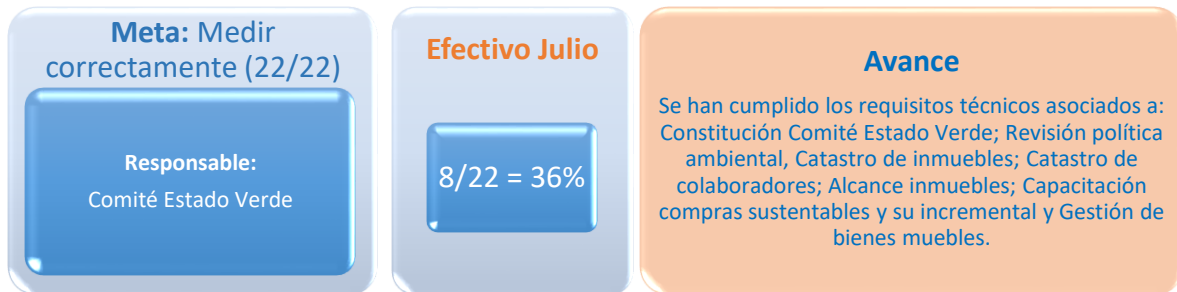 Meta: Medir
correctamente (22/22)
Responsable:
Comité Estado Verde
Efectivo Julio
8/22 = 36%
Avance
Se han cumplido los requisitos técnicos asociados a:
Constitución Comité Estado Verde; Revisión política
ambiental, Catastro de inmuebles; Catastro de
colaboradores; Alcance inmuebles; Capacitación
compras sustentables y su incremental y Gestión de
bienes muebles.